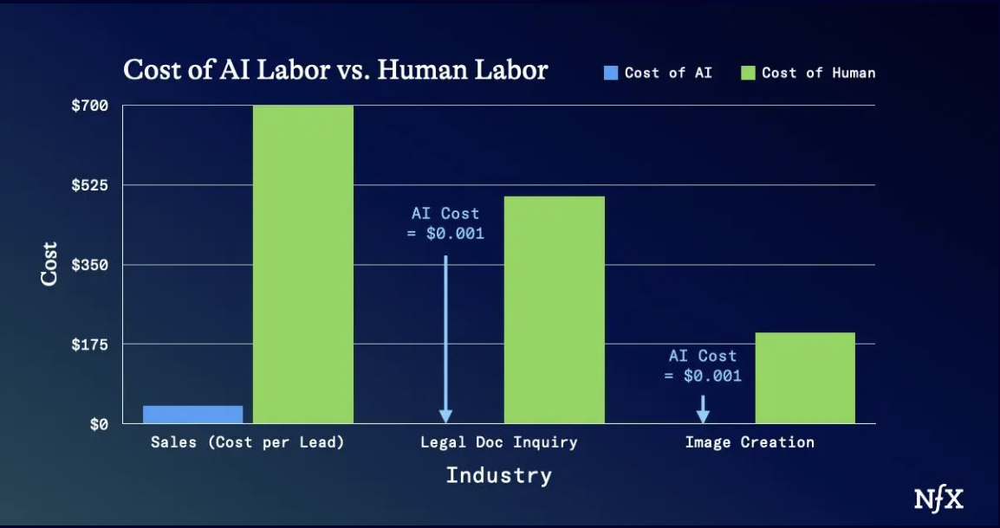 Cost of AI Labor vs. Human Labor
Cost of AI
Cost of Human
$700
$525
$350
$175
$0
Cost
AI Cost
= $0.001
AI Cost
= $0.001
Sales (Cost per Lead)
Legal Doc Inquiry
Image Creation
Industry
NfX